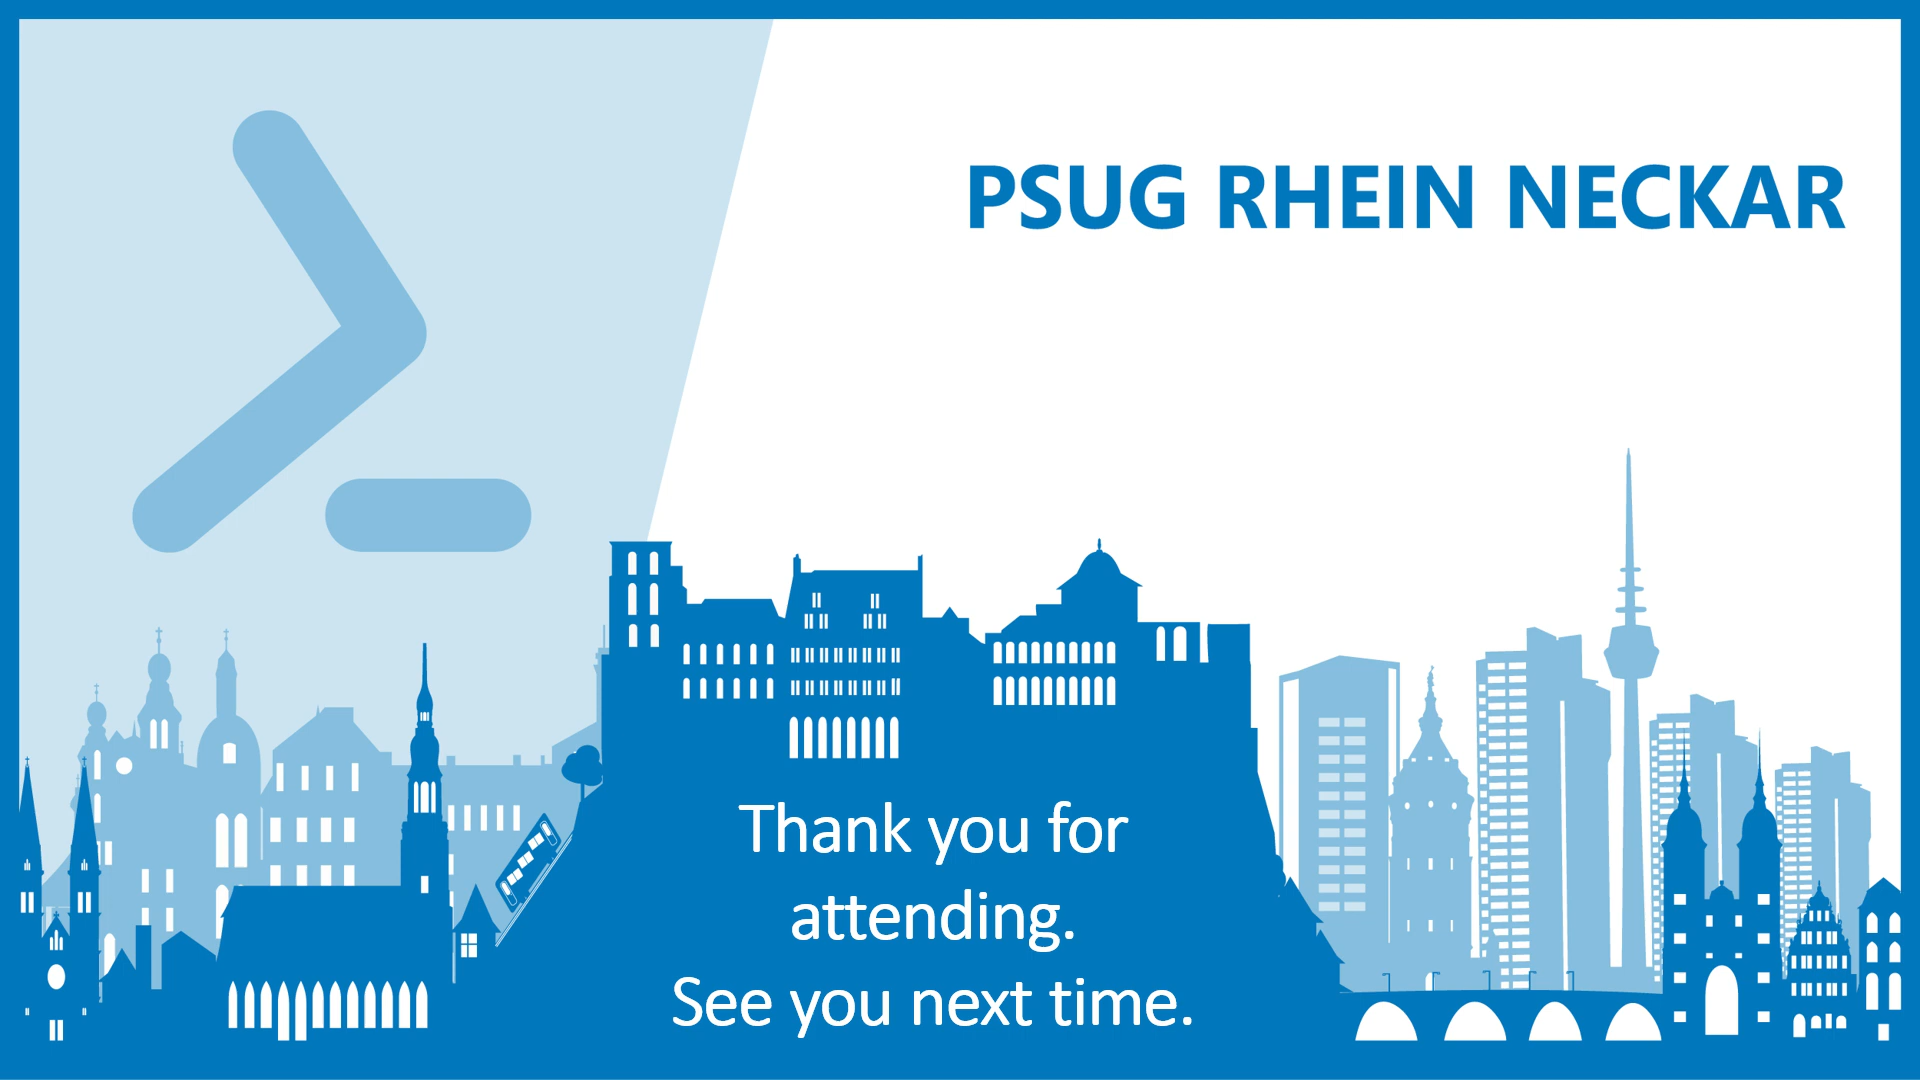 PSUG RHEIN NECKAR
Thank you for
attending.
See you next time.